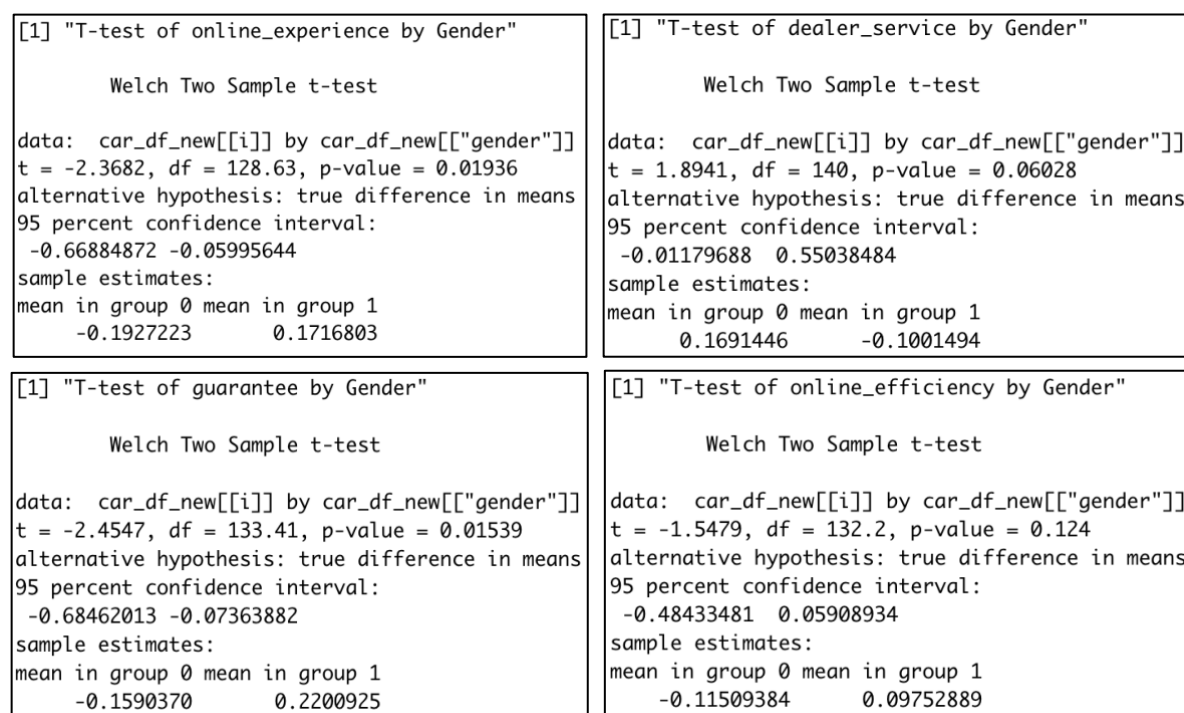 [1] "T-test of online_experience by Gender"
Welch Two Sample t-test
data:  car_df_new[[i]] by car_df_new[["gender"]]
t = -2.3682, df = 128.63, p-value = 0.01936
alternative hypothesis: true difference in means
95 percent confidence interval:
-0.66884872 -0.05995644
sample estimates:
mean in group 0 mean in group 1
-0.1927223 0.1716803
[1] "T-test of dealer_service by Gender"
Welch Two Sample t-test
data:  car_df_new[[i]] by car_df_new[["gender"]]
t = 1.8941, df = 140, p-value = 0.06028
alternative hypothesis: true difference in means
95 percent confidence interval:
-0.01179688 0.55038484
sample estimates:
mean in group 0 mean in group 1
0.1691446 -0.1001494
[1] "T-test of guarantee by Gender"
Welch Two Sample t-test
data:  car_df_new[[i]] by car_df_new[["gender"]]
t = -2.4547, df = 133.41, p-value = 0.01539
alternative hypothesis: true difference in means
95 percent confidence interval:
-0.68462013 -0.07363882
sample estimates:
mean in group 0 mean in group 1
-0.1590370 0.2200925
[1] "T-test of online_efficiency by Gender"
Welch Two Sample t-test
data:  car_df_new[[i]] by car_df_new[["gender"]]
t = -1.5479, df = 132.2, p-value = 0.124
alternative hypothesis: true difference in means
95 percent confidence interval:
-0.48433481 0.05908934
sample estimates:
mean in group 0 mean in group 1
-0.11509384 0.09752889